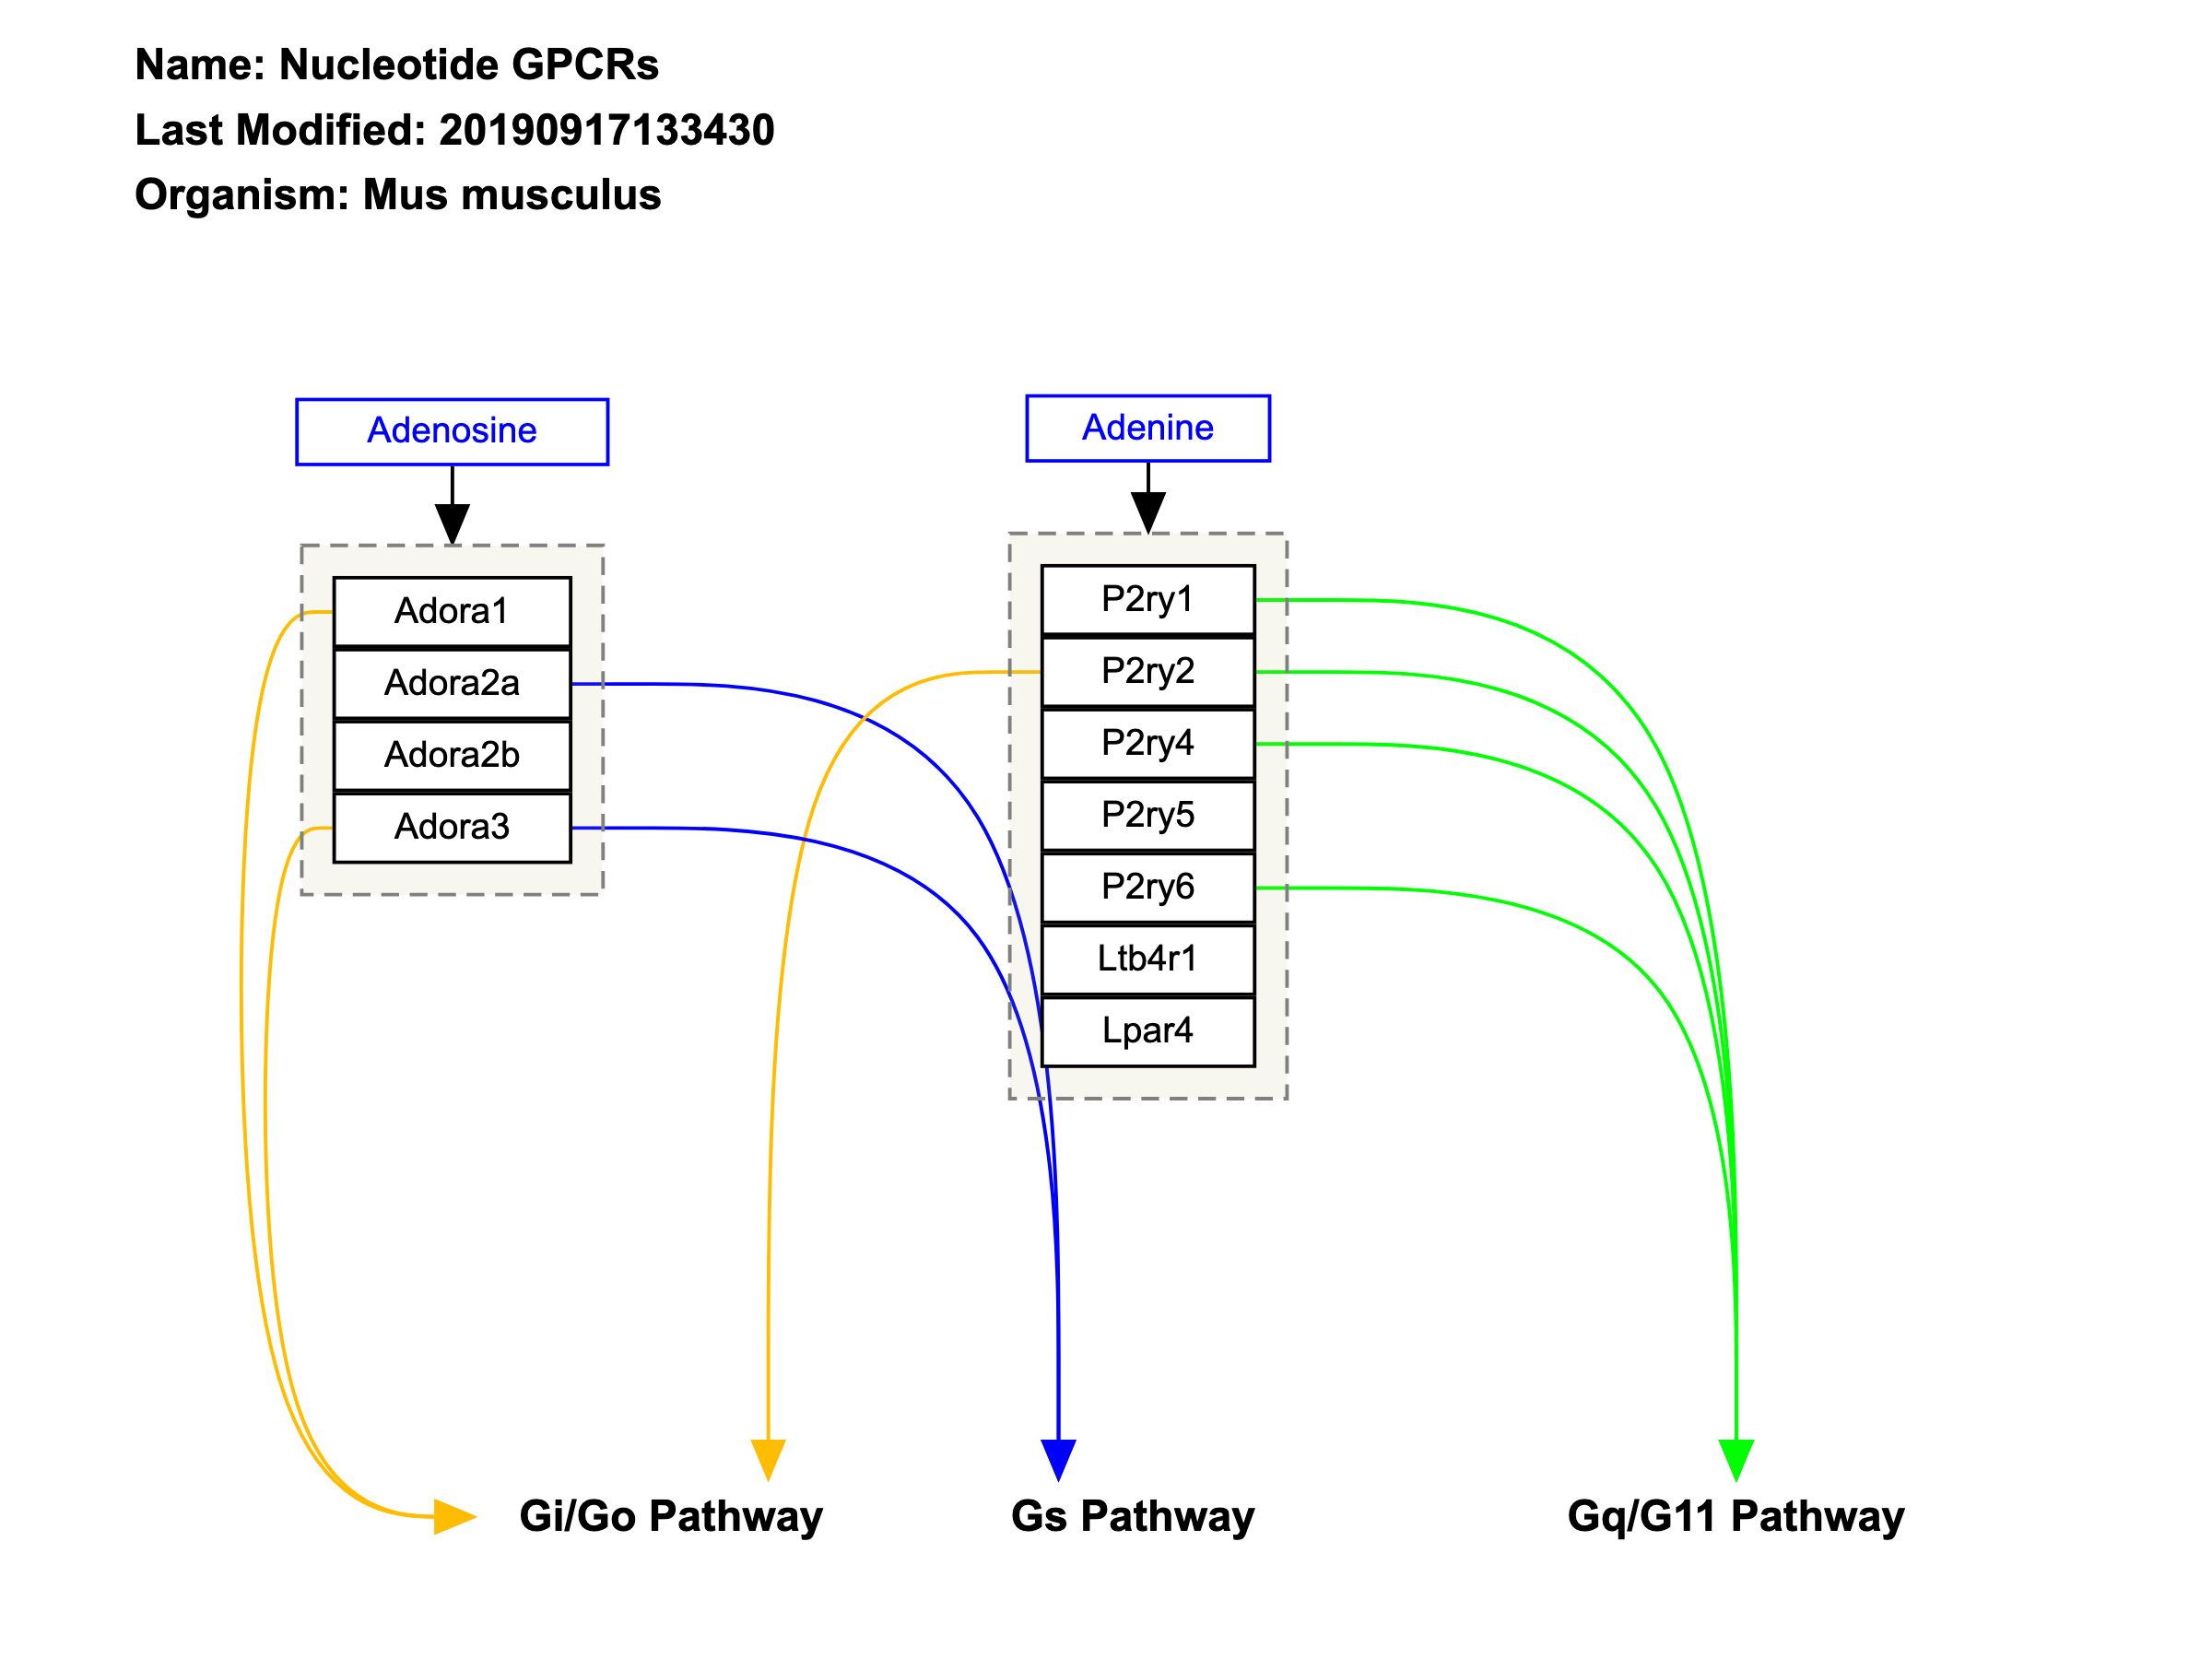 Name: Nucleotide GPCRs
Last Modified: 20190917133430
Organism: Mus musculus
Adenosine
Adenine
Adora1
Adora2a
Adora2b
Adora3
P2ry1
P2ry2
P2ry4
P2ry5
P2ry6
Ltb4r1
Lpar4
Gi/Go Pathway
Gs Pathway
Gq/G11 Pathway